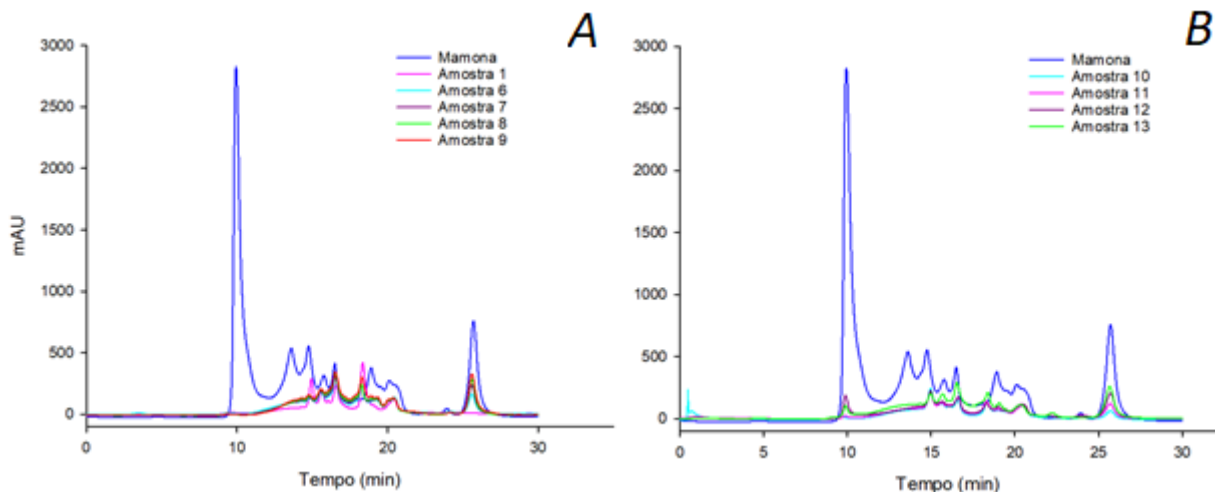 A
3000
2500
2000
1500
1000
500
0
mAU
Mamona
Amostra 1
Amostra 6
Amostra 7
Amostra 8
Amostra 9
0 10 20 30
Tempo (min)
B
3000
2500
2000
1500
1000
500
0
Mamona
Amostra 10
Amostra 11
Amostra 12
Amostra 13
0 5 10 15 20 25 30
Tempo (min)